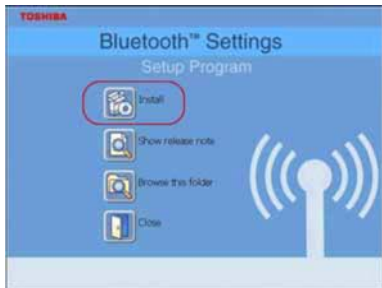 TOSHIBA
Bluetooth™ Settings
Setup Program
Install
Show release note
Browse this folder
Close